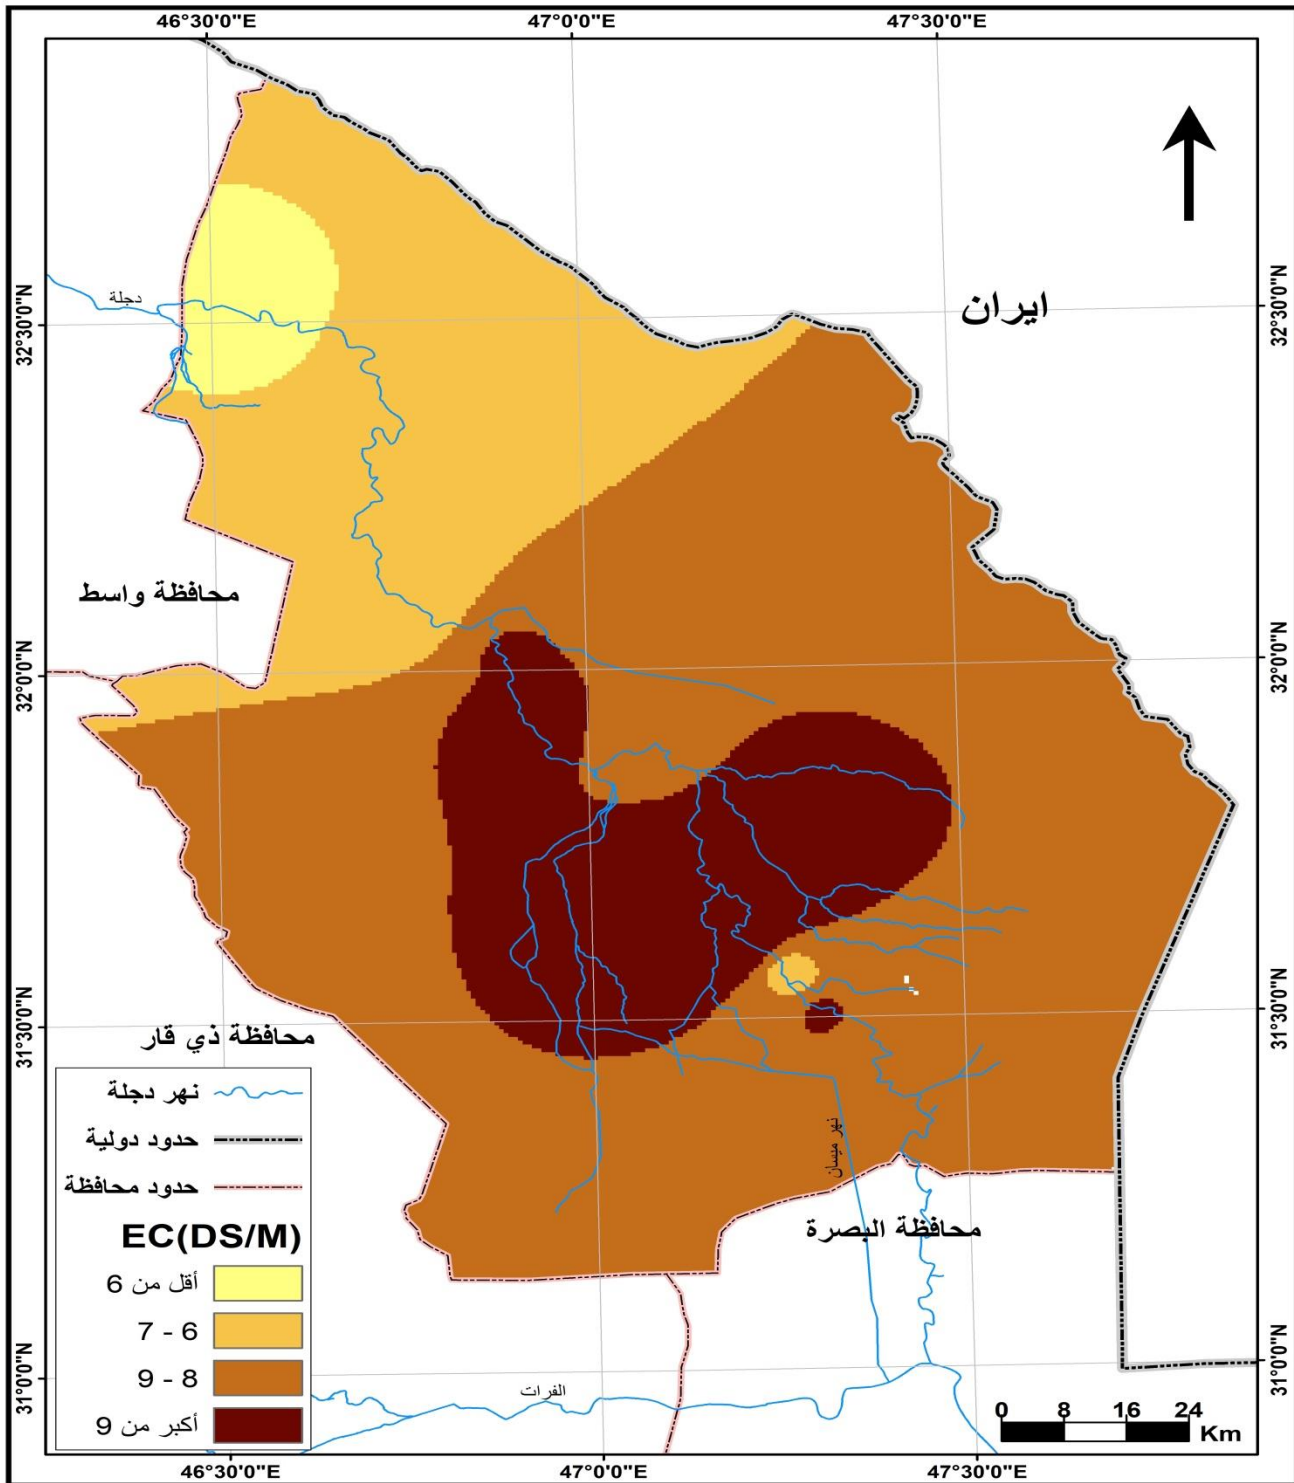 46°30'0"E
47°0'0"E
47°30'0"E
32°30'0"N
32°30'0"N
ايران
دجلة
محافظة واسط
32°0'0"N
32°0'0"N
31°30'0"N
31°30'0"N
محافظة ذي قار
نهر دجلة
حدود دولية
حدود محافظة
EC(DS/M)
أقل من 6
7 - 6
9 - 8
أكبر من 9
نهر ميسان
محافظة البصرة
31°0'0"N
31°0'0"N
الفرات
0 8 16 24
Km
46°30'0"E
47°0'0"E
47°30'0"E